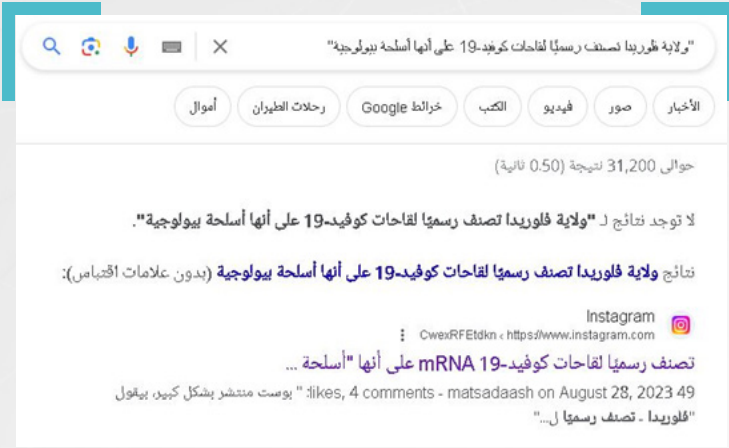 "ولاية فلوريدا تصنف رسميًا لقاحات كوفيد-19 على أنها أسلحة بيولوجية"
الأخبار صور فيديو الكتب خرائط Google رحلات الطيران أموال
حوالى 31,200 نتيجة (0.50 ثانية)
لا توجد نتائج لـ "ولاية فلوريدا تصنف رسميًا لقاحات كوفيد-19 على أنها أسلحة بيولوجية".
نتائج ولاية فلوريدا تصنف رسميًا لقاحات كوفيد-19 على أنها أسلحة بيولوجية (بدون علامات اقتباس):
Instagram
https://www.instagram.com › CwexRFEtdkn
تصنف رسميًا لقاحات كوفيد-19 mRNA على أنها "أسلحة ...
49 likes, 4 comments - matsadaash on August 28, 2023: " بوست منتشر بشكل كبير، بيقول
"فلوريدا - تصنف رسميًا ل..."